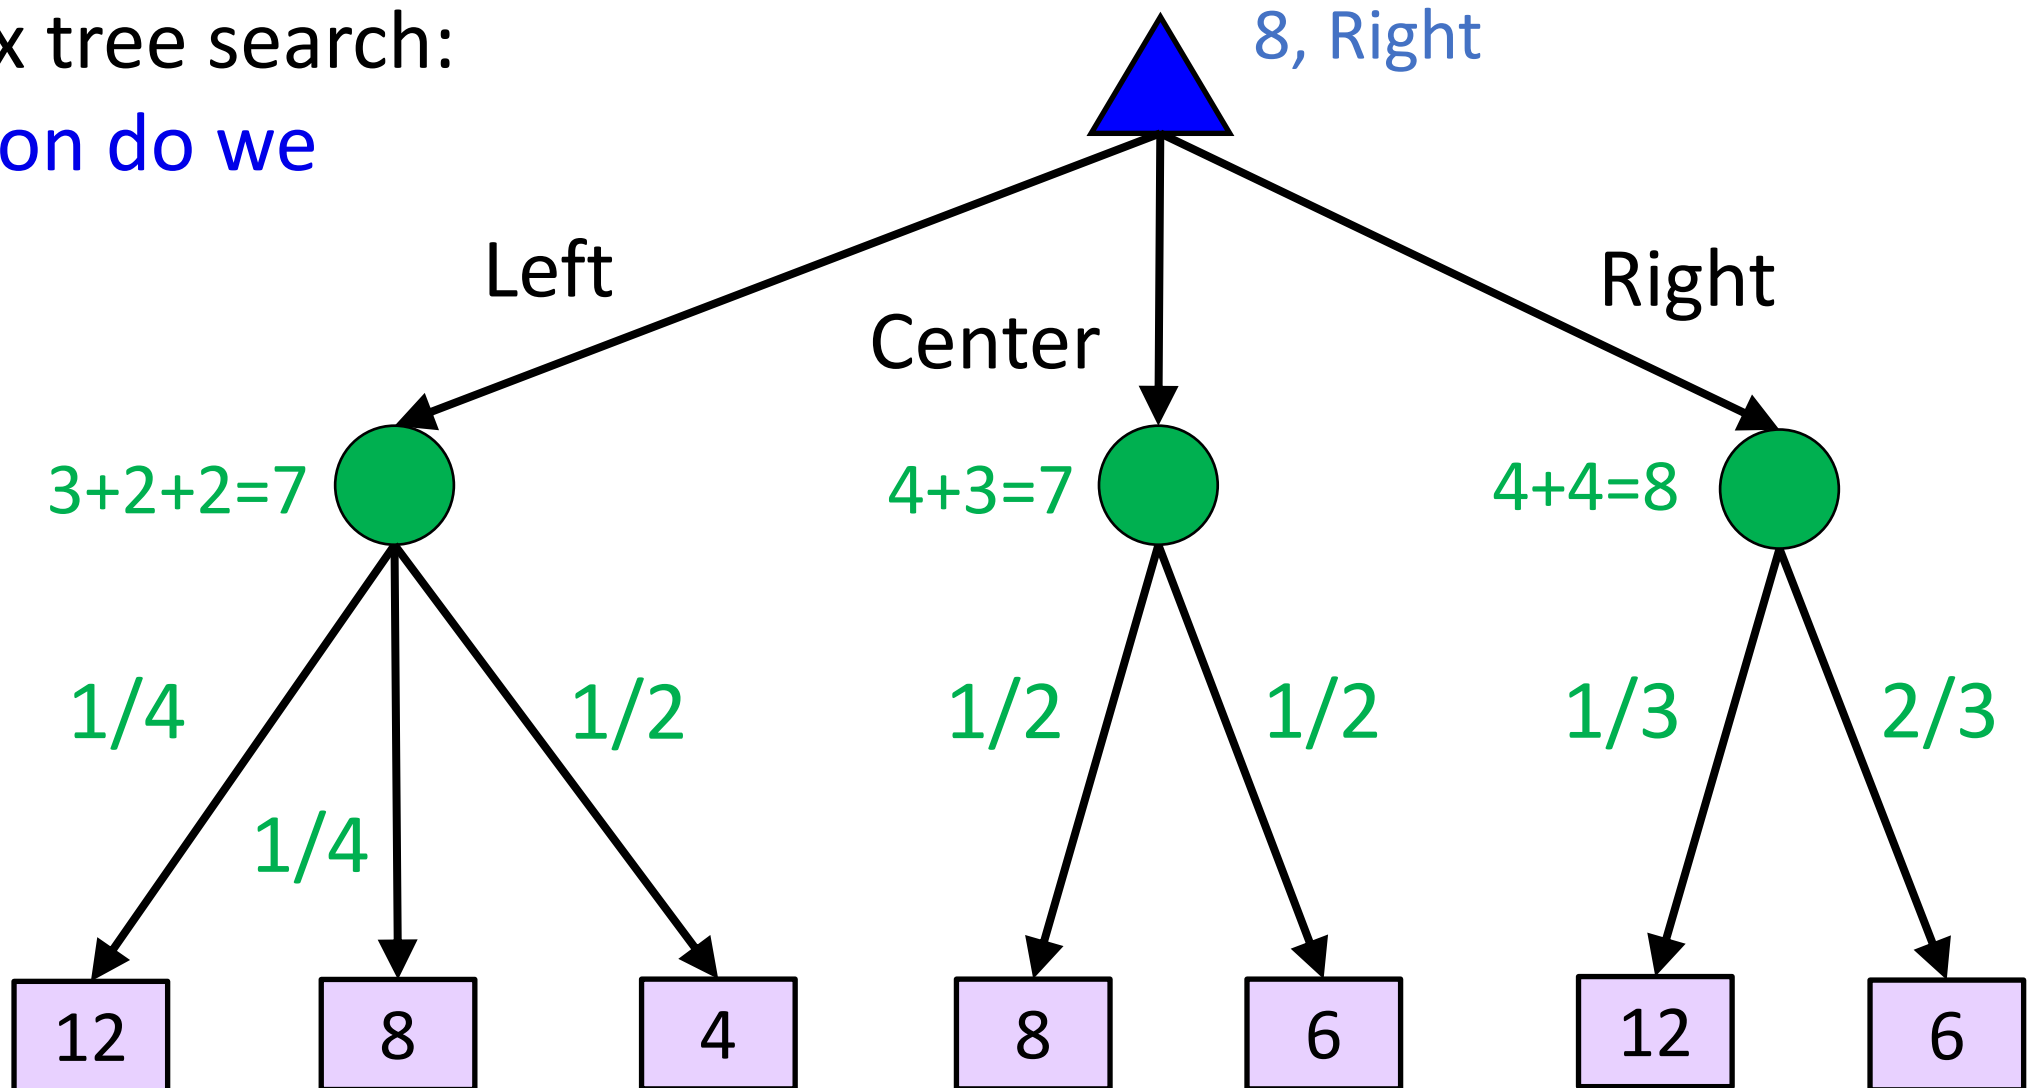 x tree search:
on do we
8, Right
Left
Center
Right
3+2+2=7
4+3=7
4+4=8
1/4
1/4
1/2
1/2
1/2
1/3
2/3
12
8
4
8
6
12
6